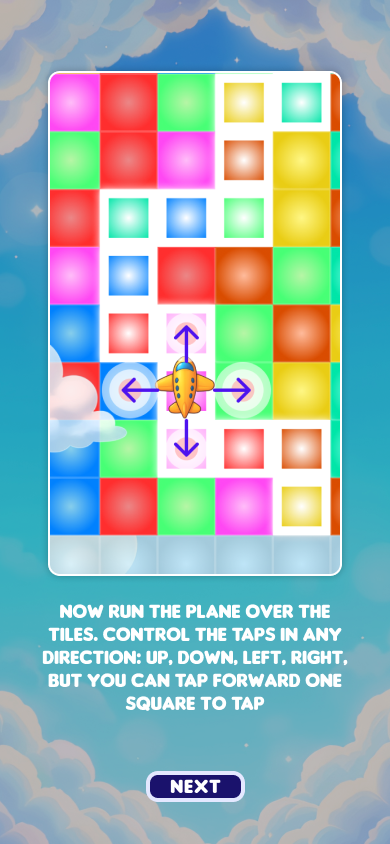 NOW RUN THE PLANE OVER THE
TILES. CONTROL THE TAPS IN ANY
DIRECTION: UP, DOWN, LEFT, RIGHT,
BUT YOU CAN TAP FORWARD ONE
SQUARE TO TAP
NEXT